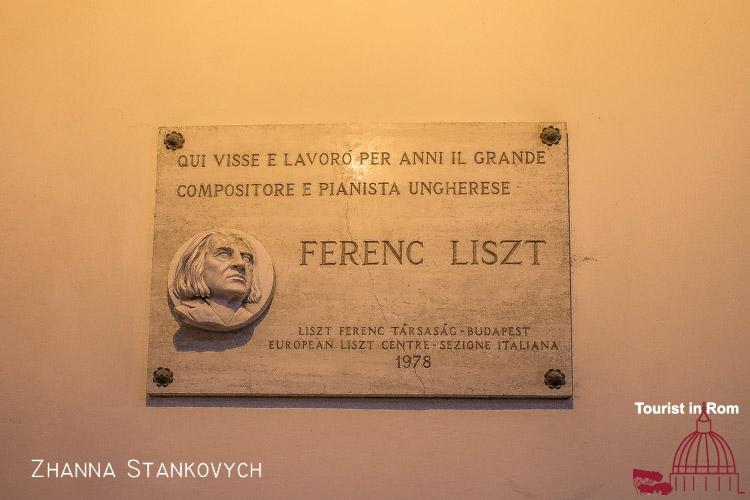 QUI VISSE E LAVORÒ PER ANNI IL GRANDE
COMPOSITORE E PIANISTA UNGHERESE
FERENC LISZT
LISZT FERENC TÁRSASÁG-BUDAPEST
EUROPEAN LISZT CENTRE-SEZIONE ITALIANA
1978
Tourist in Rom
ZHANNA STANKOVYCH